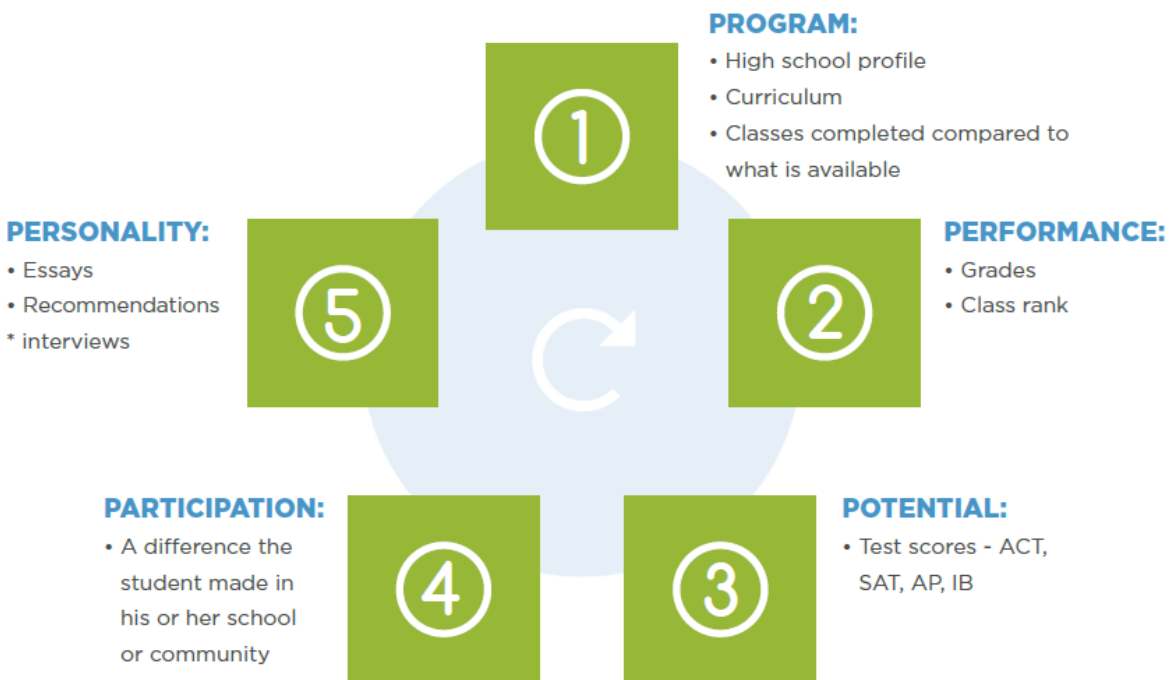 1
PROGRAM:
• High school profile
• Curriculum
• Classes completed compared to
what is available
2
PERFORMANCE:
• Grades
• Class rank
3
POTENTIAL:
• Test scores - ACT,
SAT, AP, IB
4
PARTICIPATION:
• A difference the
student made in
his or her school
or community
5
PERSONALITY:
• Essays
• Recommendations
* interviews